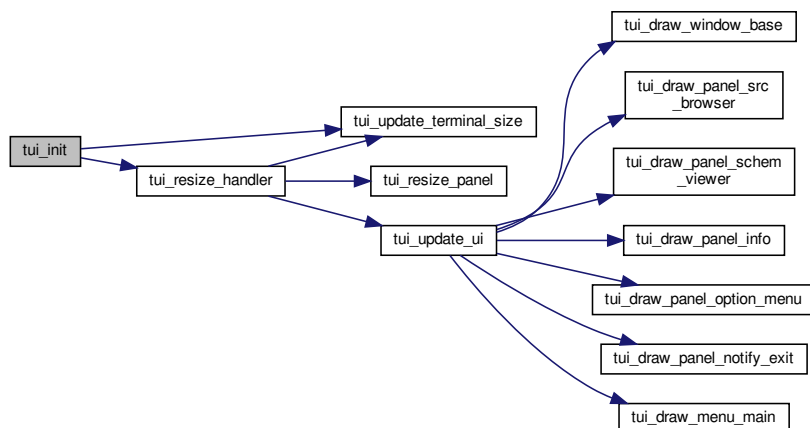 tui_init
tui_resize_handler
tui_update_terminal_size
tui_resize_panel
tui_update_ui
tui_draw_window_base
tui_draw_panel_src
_browser
tui_draw_panel_schem
_viewer
tui_draw_panel_info
tui_draw_panel_option_menu
tui_draw_panel_notify_exit
tui_draw_menu_main